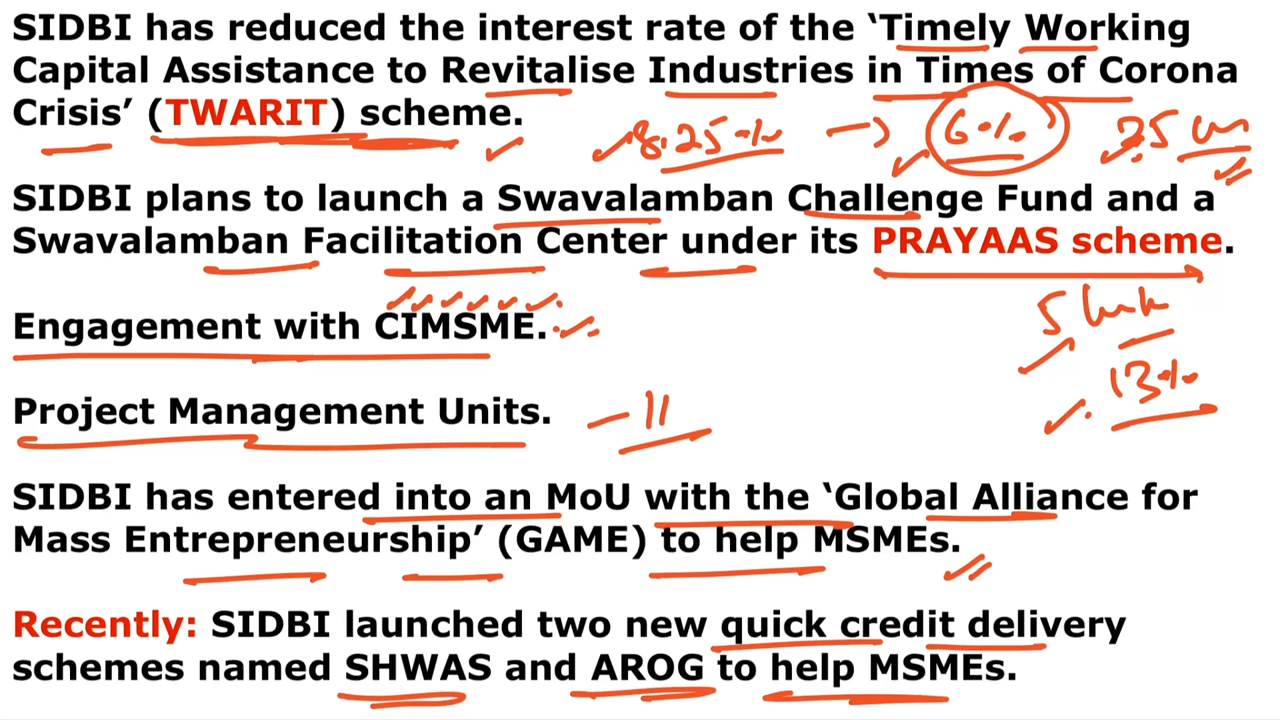 SIDBI has reduced the interest rate of the ‘Timely Working
Capital Assistance to Revitalise Industries in Times of Corona
Crisis’ (TWARIT) scheme.
8.25% → 6%
SIDBI plans to launch a Swavalamban Challenge Fund and a
Swavalamban Facilitation Center under its PRAYAAS scheme.
5 lakh
Engagement with CIMSME.
13%
Project Management Units. – 11
SIDBI has entered into an MoU with the ‘Global Alliance for
Mass Entrepreneurship’ (GAME) to help MSMEs.
Recently: SIDBI launched two new quick credit delivery
schemes named SHWAS and AROG to help MSMEs.